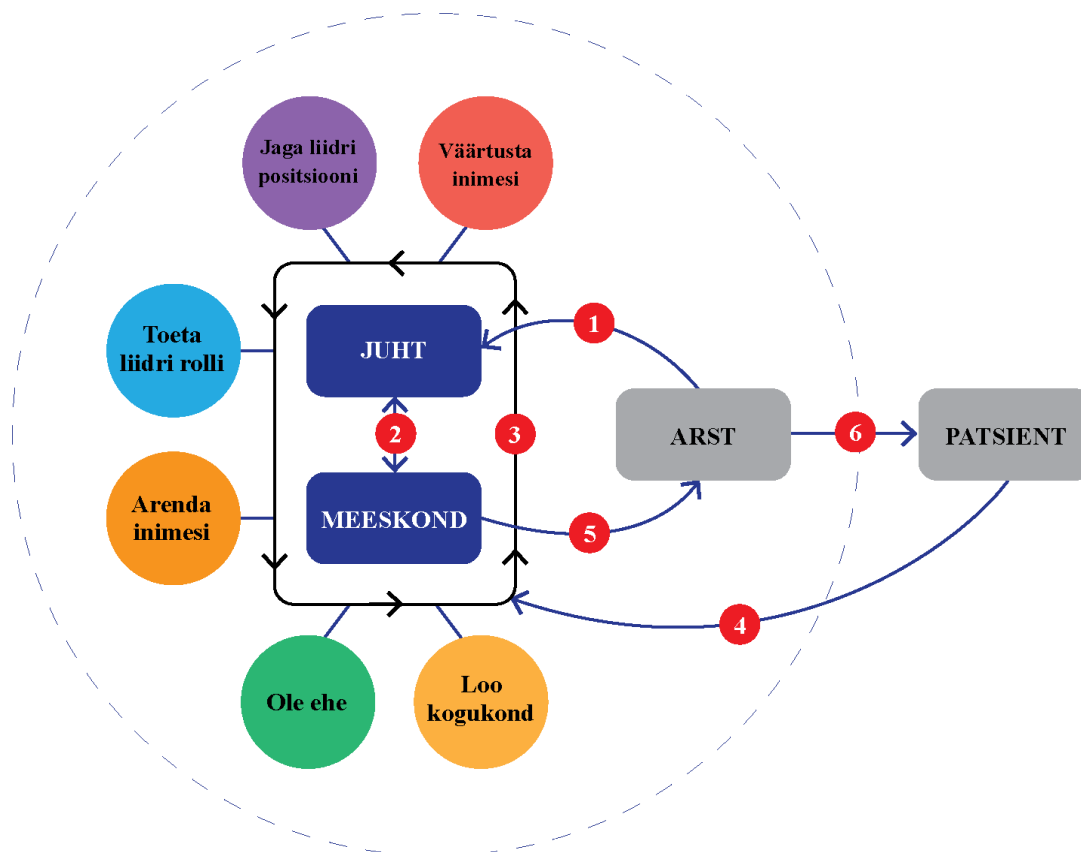 Jaga liidri
positsiooni
Väärtusta
inimesi
Toeta
liidri rolli
JUHT
1
2
3
ARST
6
PATSIENT
Arenda
inimesi
MEESKOND
5
4
Ole ehe
Loo
kogukond